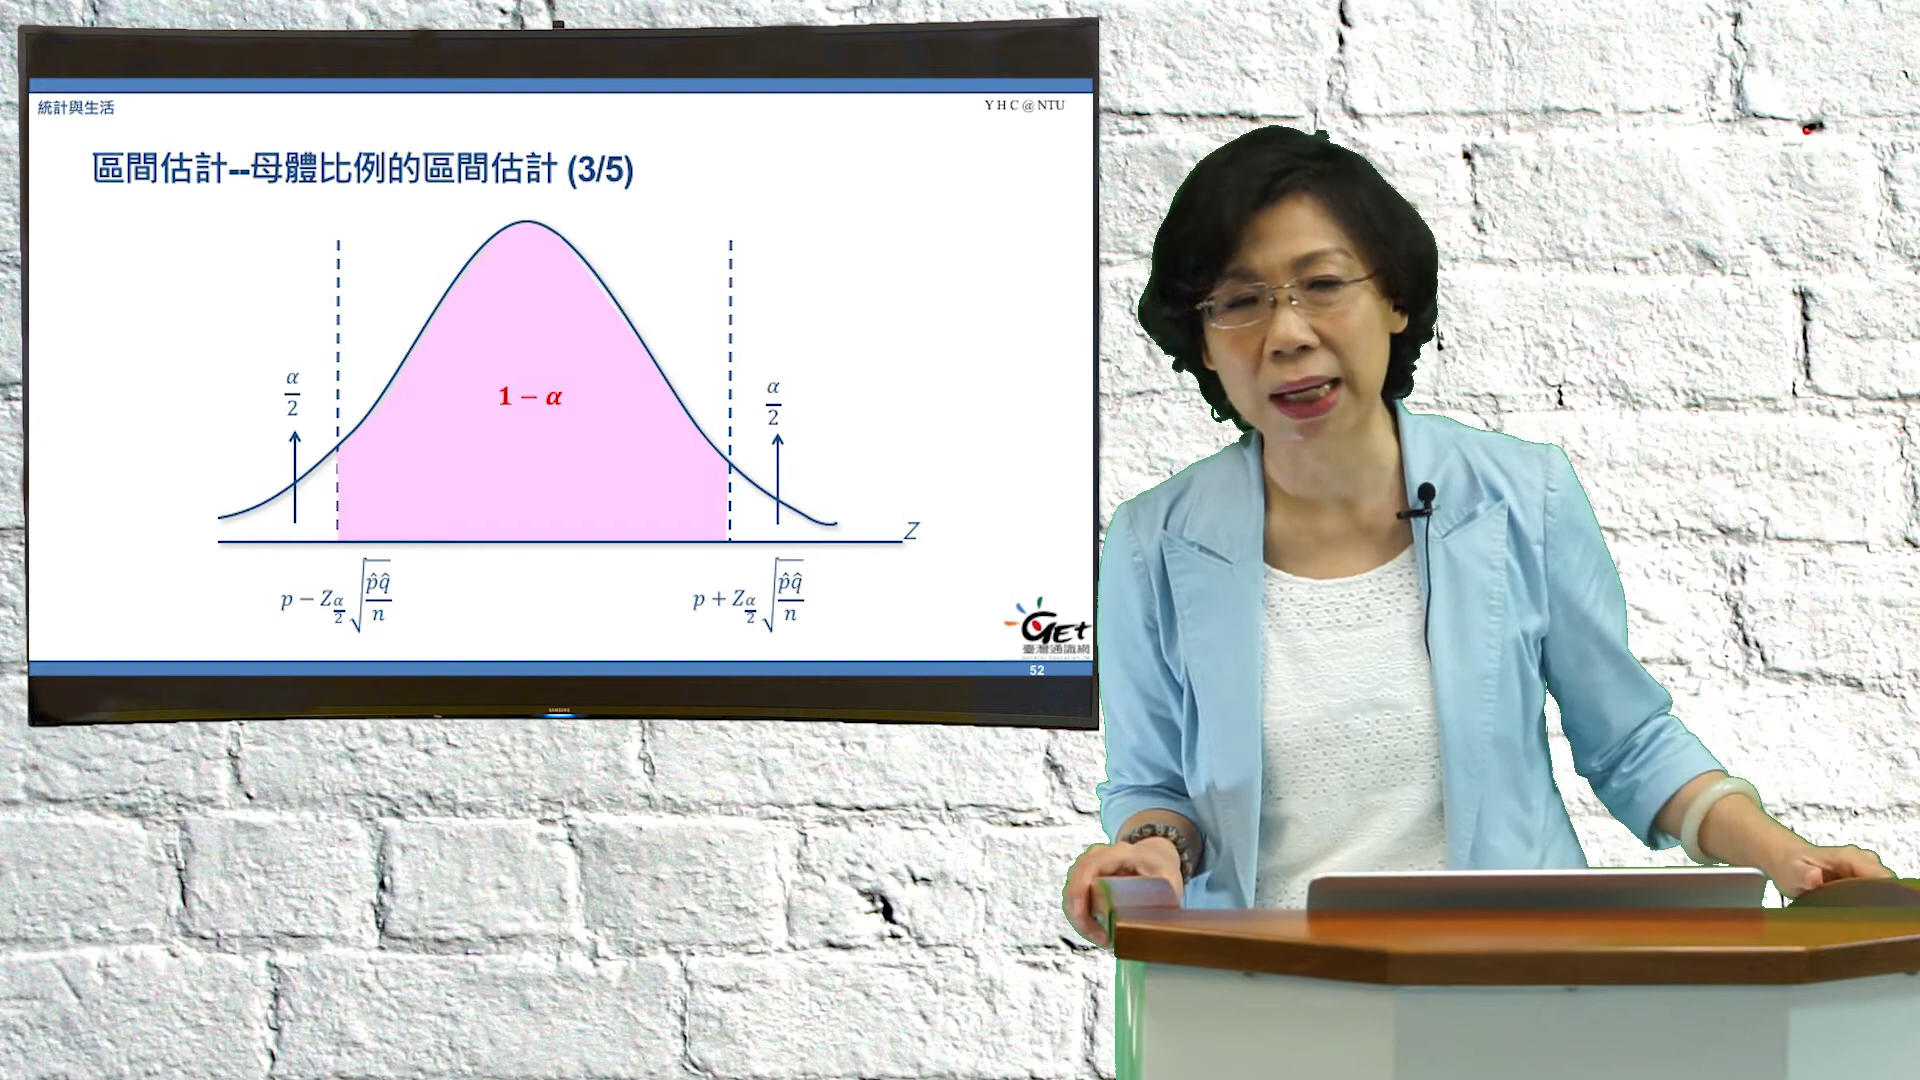 統計與生活
Y H C @ NTU
區間估計--母體比例的區間估計 (3/5)
α/2
α/2
1 − α
Z
p − Z_{α/2} √(p̂q̂/n)
p + Z_{α/2} √(p̂q̂/n)
GEt
臺灣通識網
52
SAMSUNG